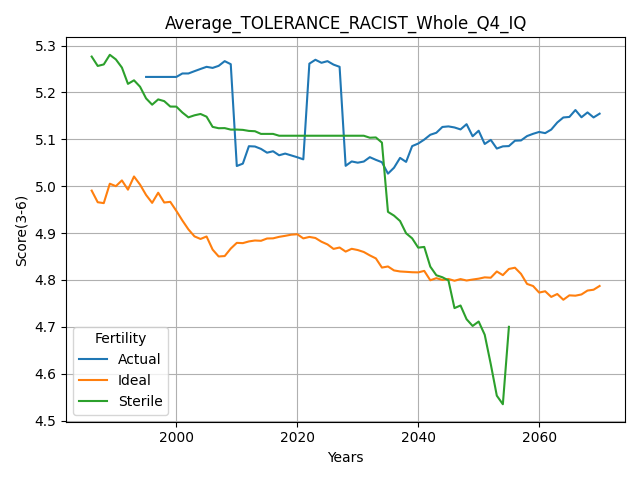 Average_TOLERANCE_RACIST_Whole_Q4_IQ
5.3
5.2
5.1
5.0
4.9
4.8
4.7
4.6
4.5
Score(3-6)
Fertility
Actual
Ideal
Sterile
2000 2020 2040 2060
Years